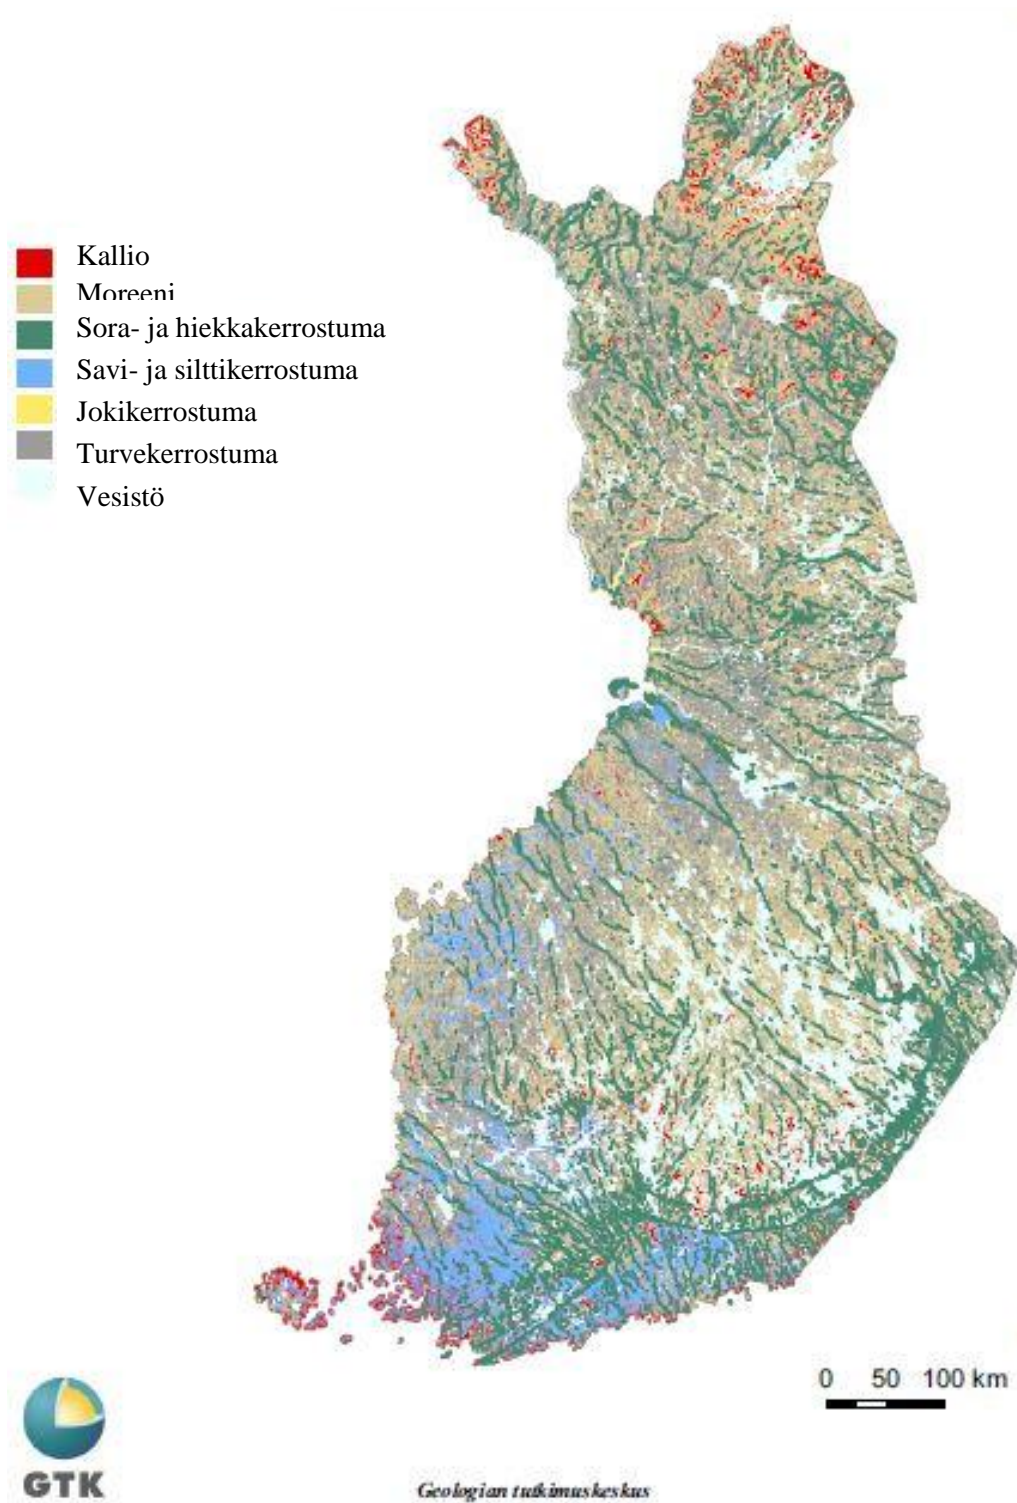 Kallio
Moreeni
Sora- ja hiekkakerrostuma
Savi- ja silttikerrostuma
Jokikerrostuma
Turvekerrostuma
Vesistö
0 50 100 km
GTK
Geologian tutkimuskeskus